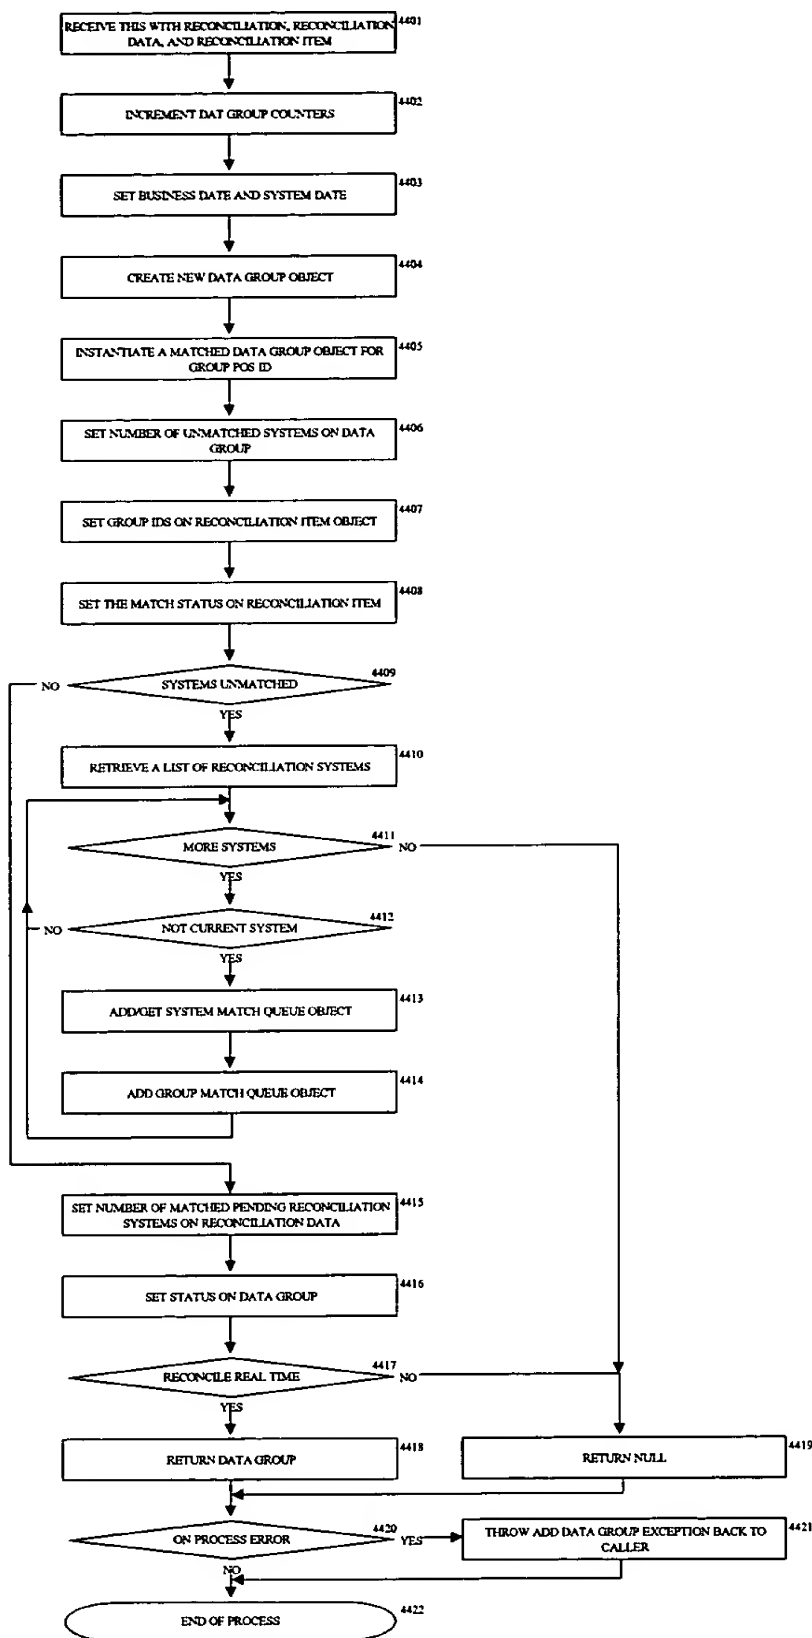 RECEIVE THIS WITH RECONCILIATION, RECONCILIATION
DATA, AND RECONCILIATION ITEM
4401
INCREMENT DAT GROUP COUNTERS
4402
SET BUSINESS DATE AND SYSTEM DATE
4403
CREATE NEW DATA GROUP OBJECT
4404
INSTANTIATE A MATCHED DATA GROUP OBJECT FOR
GROUP POS ID
4405
SET NUMBER OF UNMATCHED SYSTEMS ON DATA
GROUP
4406
SET GROUP IDS ON RECONCILIATION ITEM OBJECT
4407
SET THE MATCH STATUS ON RECONCILIATION ITEM
4408
SYSTEMS UNMATCHED
4409
NO
YES
RETRIEVE A LIST OF RECONCILIATION SYSTEMS
4410
MORE SYSTEMS
4411
NO
YES
NOT CURRENT SYSTEM
4412
NO
YES
ADD/GET SYSTEM MATCH QUEUE OBJECT
4413
ADD GROUP MATCH QUEUE OBJECT
4414
SET NUMBER OF MATCHED PENDING RECONCILIATION
SYSTEMS ON RECONCILIATION DATA
4415
SET STATUS ON DATA GROUP
4416
RECONCILE REAL TIME
4417
NO
YES
RETURN DATA GROUP
4418
RETURN NULL
4419
ON PROCESS ERROR
4420
YES
THROW ADD DATA GROUP EXCEPTION BACK TO
CALLER
4421
NO
END OF PROCESS
4422